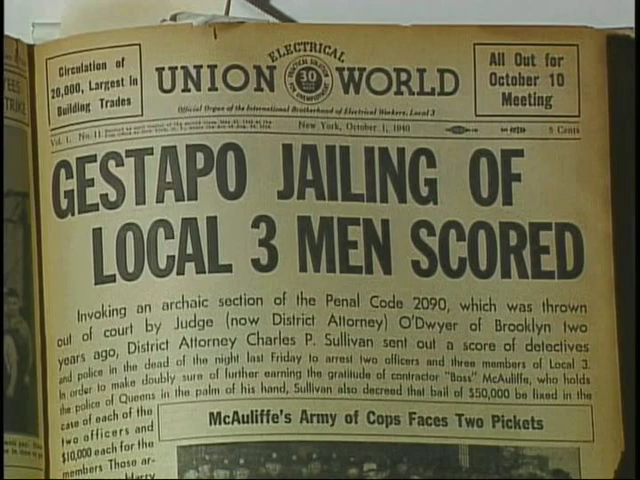 Circulation of
20,000, Largest in
Building Trades
ELECTRICAL
UNION WORLD
30
All Out for
October 10
Meeting
Official Organ of the International Brotherhood of Electrical Workers, Local 3
Vol. 1. No. 11
New York, October 1, 1940
5 Cents
GESTAPO JAILING OF
LOCAL 3 MEN SCORED
Invoking an archaic section of the Penal Code 2090, which was thrown
out of court by Judge (now District Attorney) O'Dwyer of Brooklyn two
years ago, District Attorney Charles P. Sullivan sent out a score of detectives
and police in the dead of the night last Friday to arrest two officers and three members of Local 3.
In order to make doubly sure of further earning the gratitude of contractor "Boss" McAuliffe, who holds
the police of Queens in the palm of his hand, Sullivan also decreed that bail of $50,000 be fixed in the
case of each of the
two officers and
$10,000 each for the
members Those ar-
Harry
McAuliffe's Army of Cops Faces Two Pickets